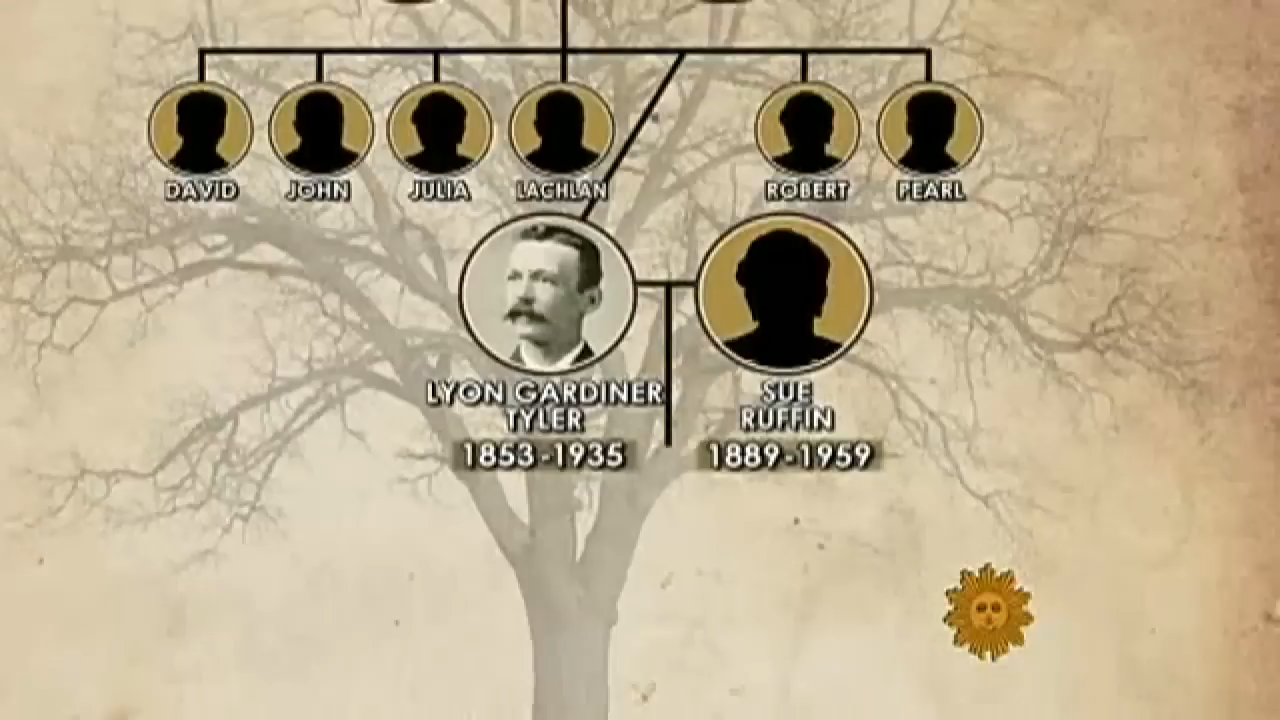 DAVID
JOHN
JULIA
LACHLAN
ROBERT
PEARL
LYON GARDINER
TYLER
1853-1935
SUE
RUFFIN
1889-1959